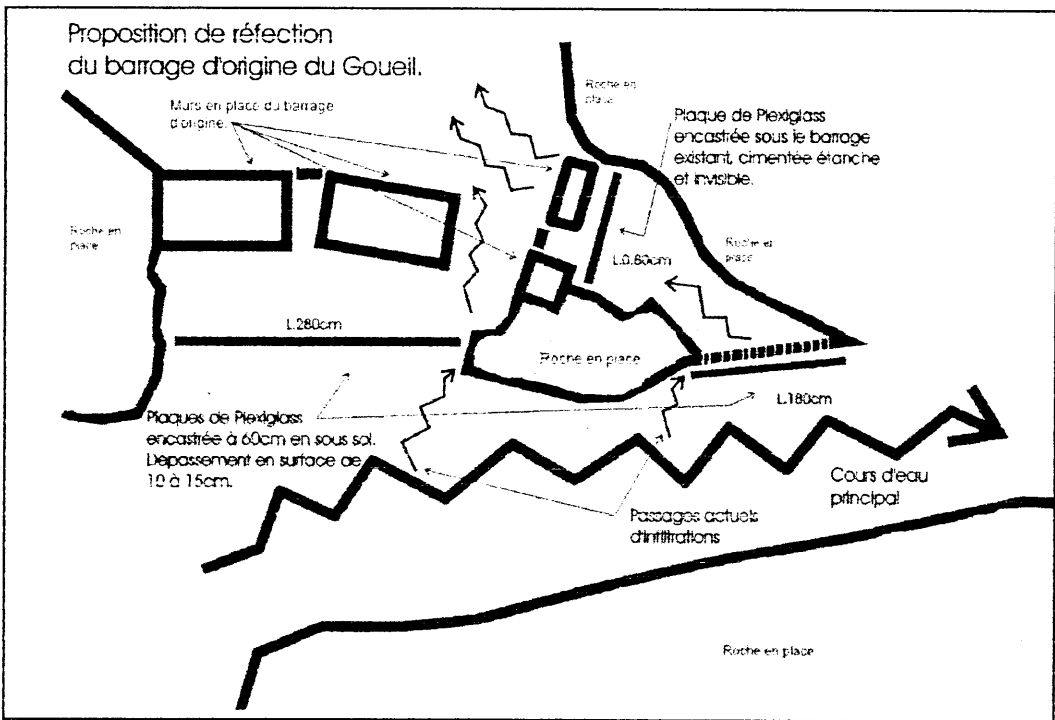 Proposition de réfection
du barrage d'origine du Goueil.
Murs en place du barrage
d'origine.
Roche en
place
Plaque de Plexiglass
encastrée sous le barrage
existant, cimentée étanche
et invisible.
Roche en
place
Roche en
place
L.0.80cm
L.280cm
Roche en place
L.180cm
Plaques de Plexiglass
encastrée à 60cm en sous sol.
Dépassement en surface de
10 à 15cm.
Cours d'eau
principal
Passages actuels
d'infiltrations
Roche en place